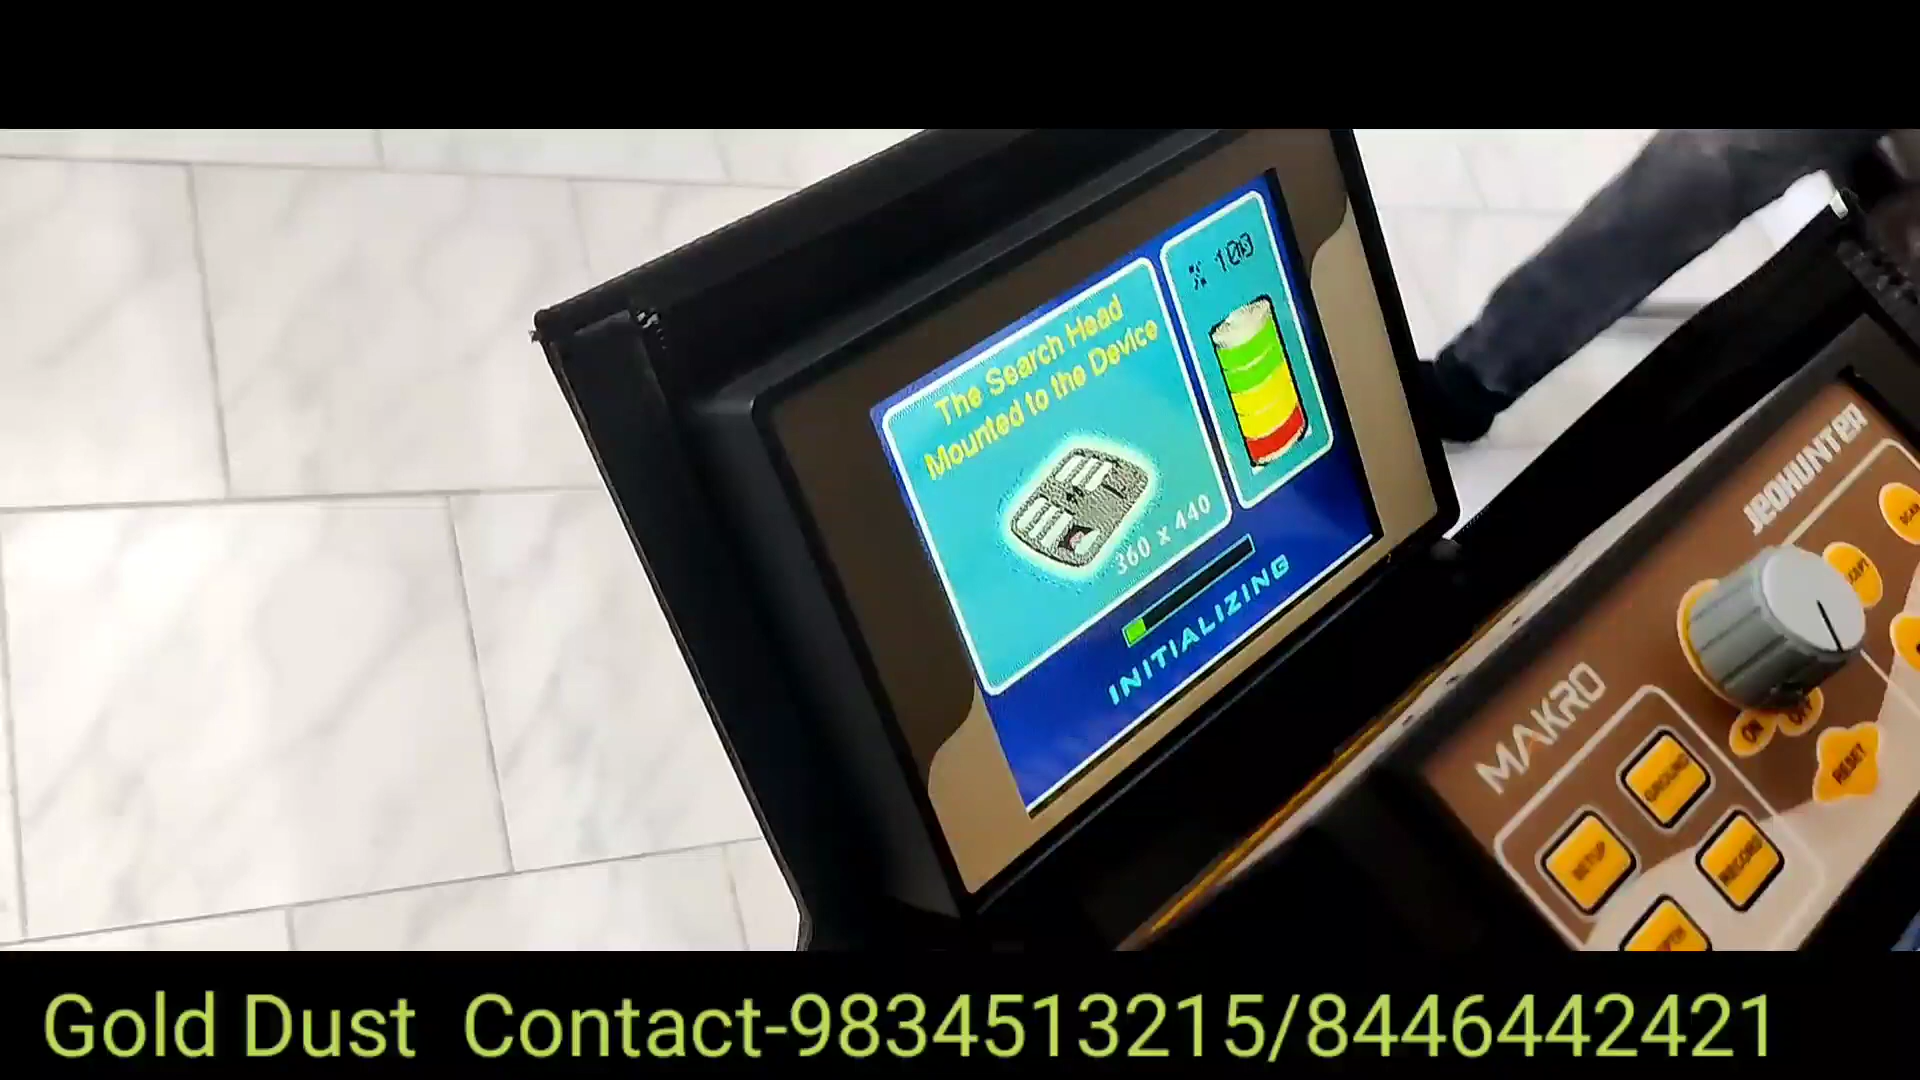 % 100
The Search Head
Mounted to the Device
360 x 440
INITIALIZING
JEOHUNTER
MAKRO
ON
OFF
RESET
GROUND
SETUP
RECORD
Gold Dust Contact-9834513215/8446442421